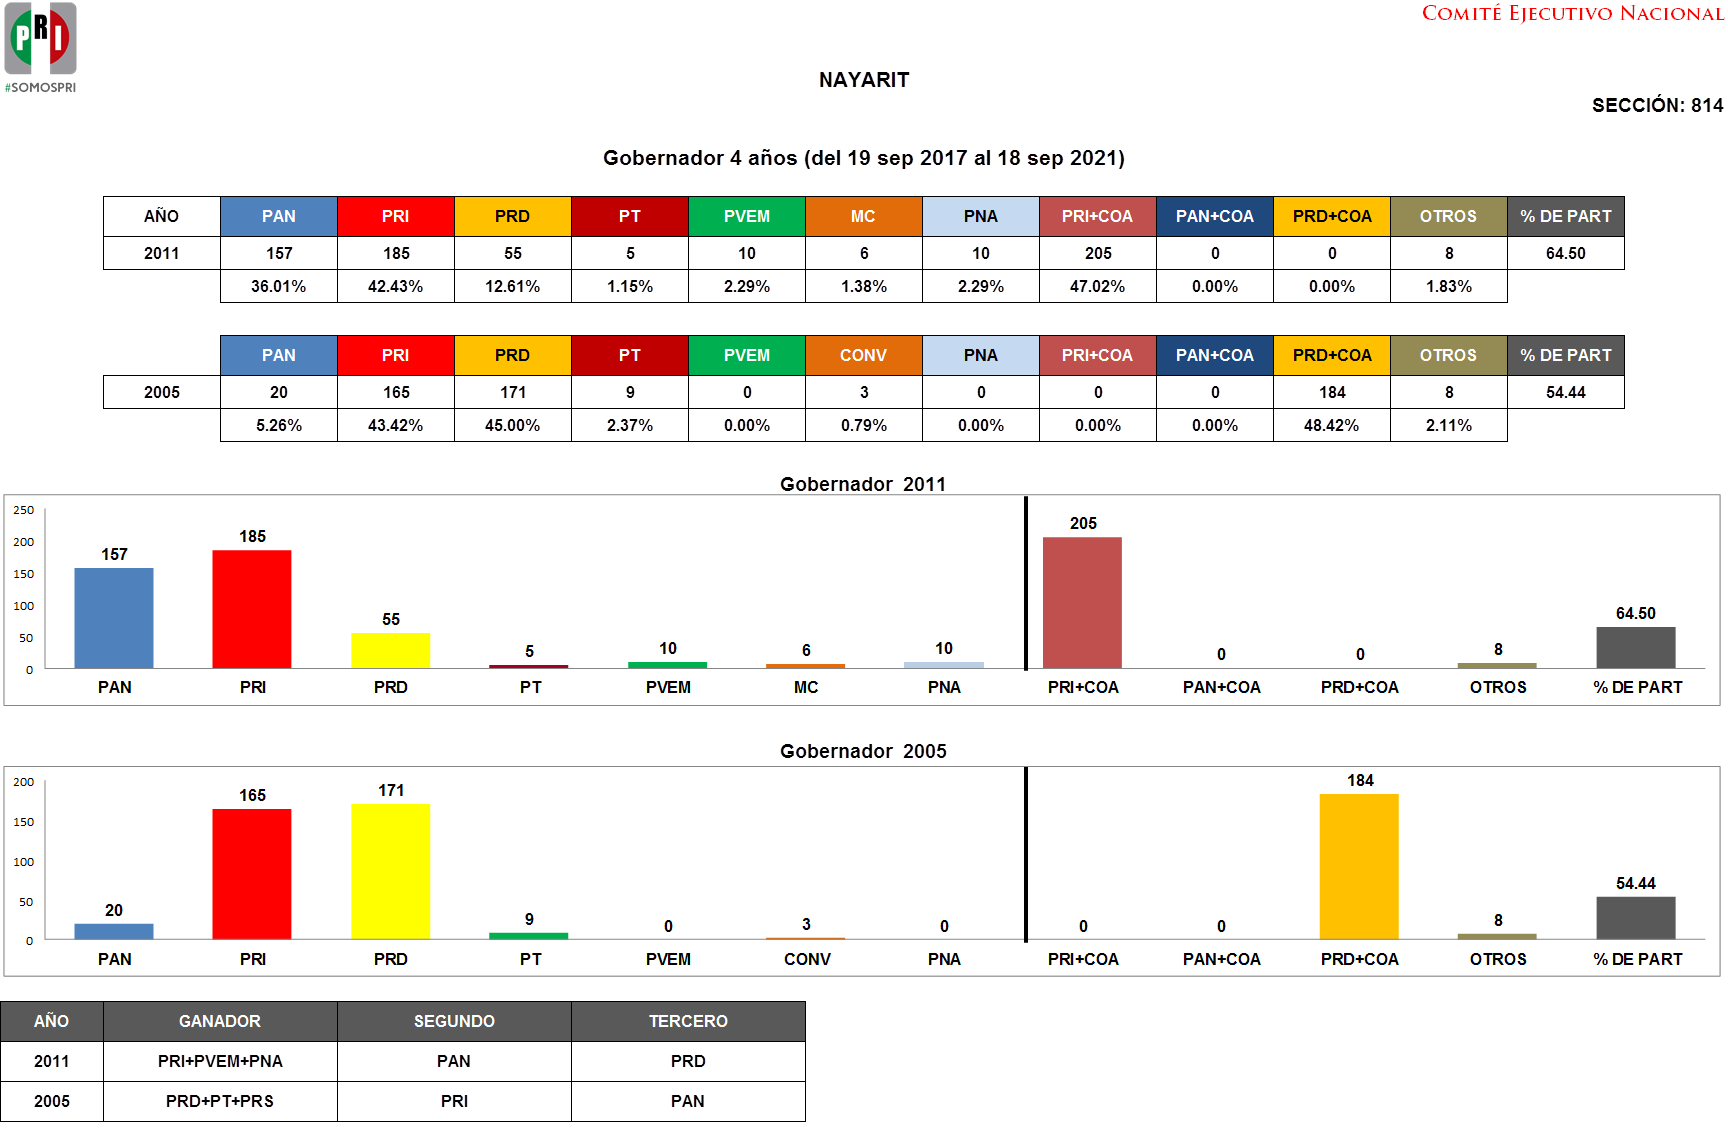 PRI
#SOMOSPRI
COMITÉ EJECUTIVO NACIONAL
NAYARIT
SECCIÓN: 814
Gobernador 4 años (del 19 sep 2017 al 18 sep 2021)
AÑO PAN PRI PRD PT PVEM MC PNA PRI+COA PAN+COA PRD+COA OTROS % DE PART
2011 157 185 55 5 10 6 10 205 0 0 8 64.50
36.01% 42.43% 12.61% 1.15% 2.29% 1.38% 2.29% 47.02% 0.00% 0.00% 1.83%
PAN PRI PRD PT PVEM CONV PNA PRI+COA PAN+COA PRD+COA OTROS % DE PART
2005 20 165 171 9 0 3 0 0 0 184 8 54.44
5.26% 43.42% 45.00% 2.37% 0.00% 0.79% 0.00% 0.00% 0.00% 48.42% 2.11%
Gobernador 2011
250
200
150
100
50
0
157 185 55 5 10 6 10 205 0 0 8 64.50
PAN PRI PRD PT PVEM MC PNA PRI+COA PAN+COA PRD+COA OTROS % DE PART
Gobernador 2005
200
150
100
50
0
20 165 171 9 0 3 0 0 0 184 8 54.44
PAN PRI PRD PT PVEM CONV PNA PRI+COA PAN+COA PRD+COA OTROS % DE PART
AÑO GANADOR SEGUNDO TERCERO
2011 PRI+PVEM+PNA PAN PRD
2005 PRD+PT+PRS PRI PAN